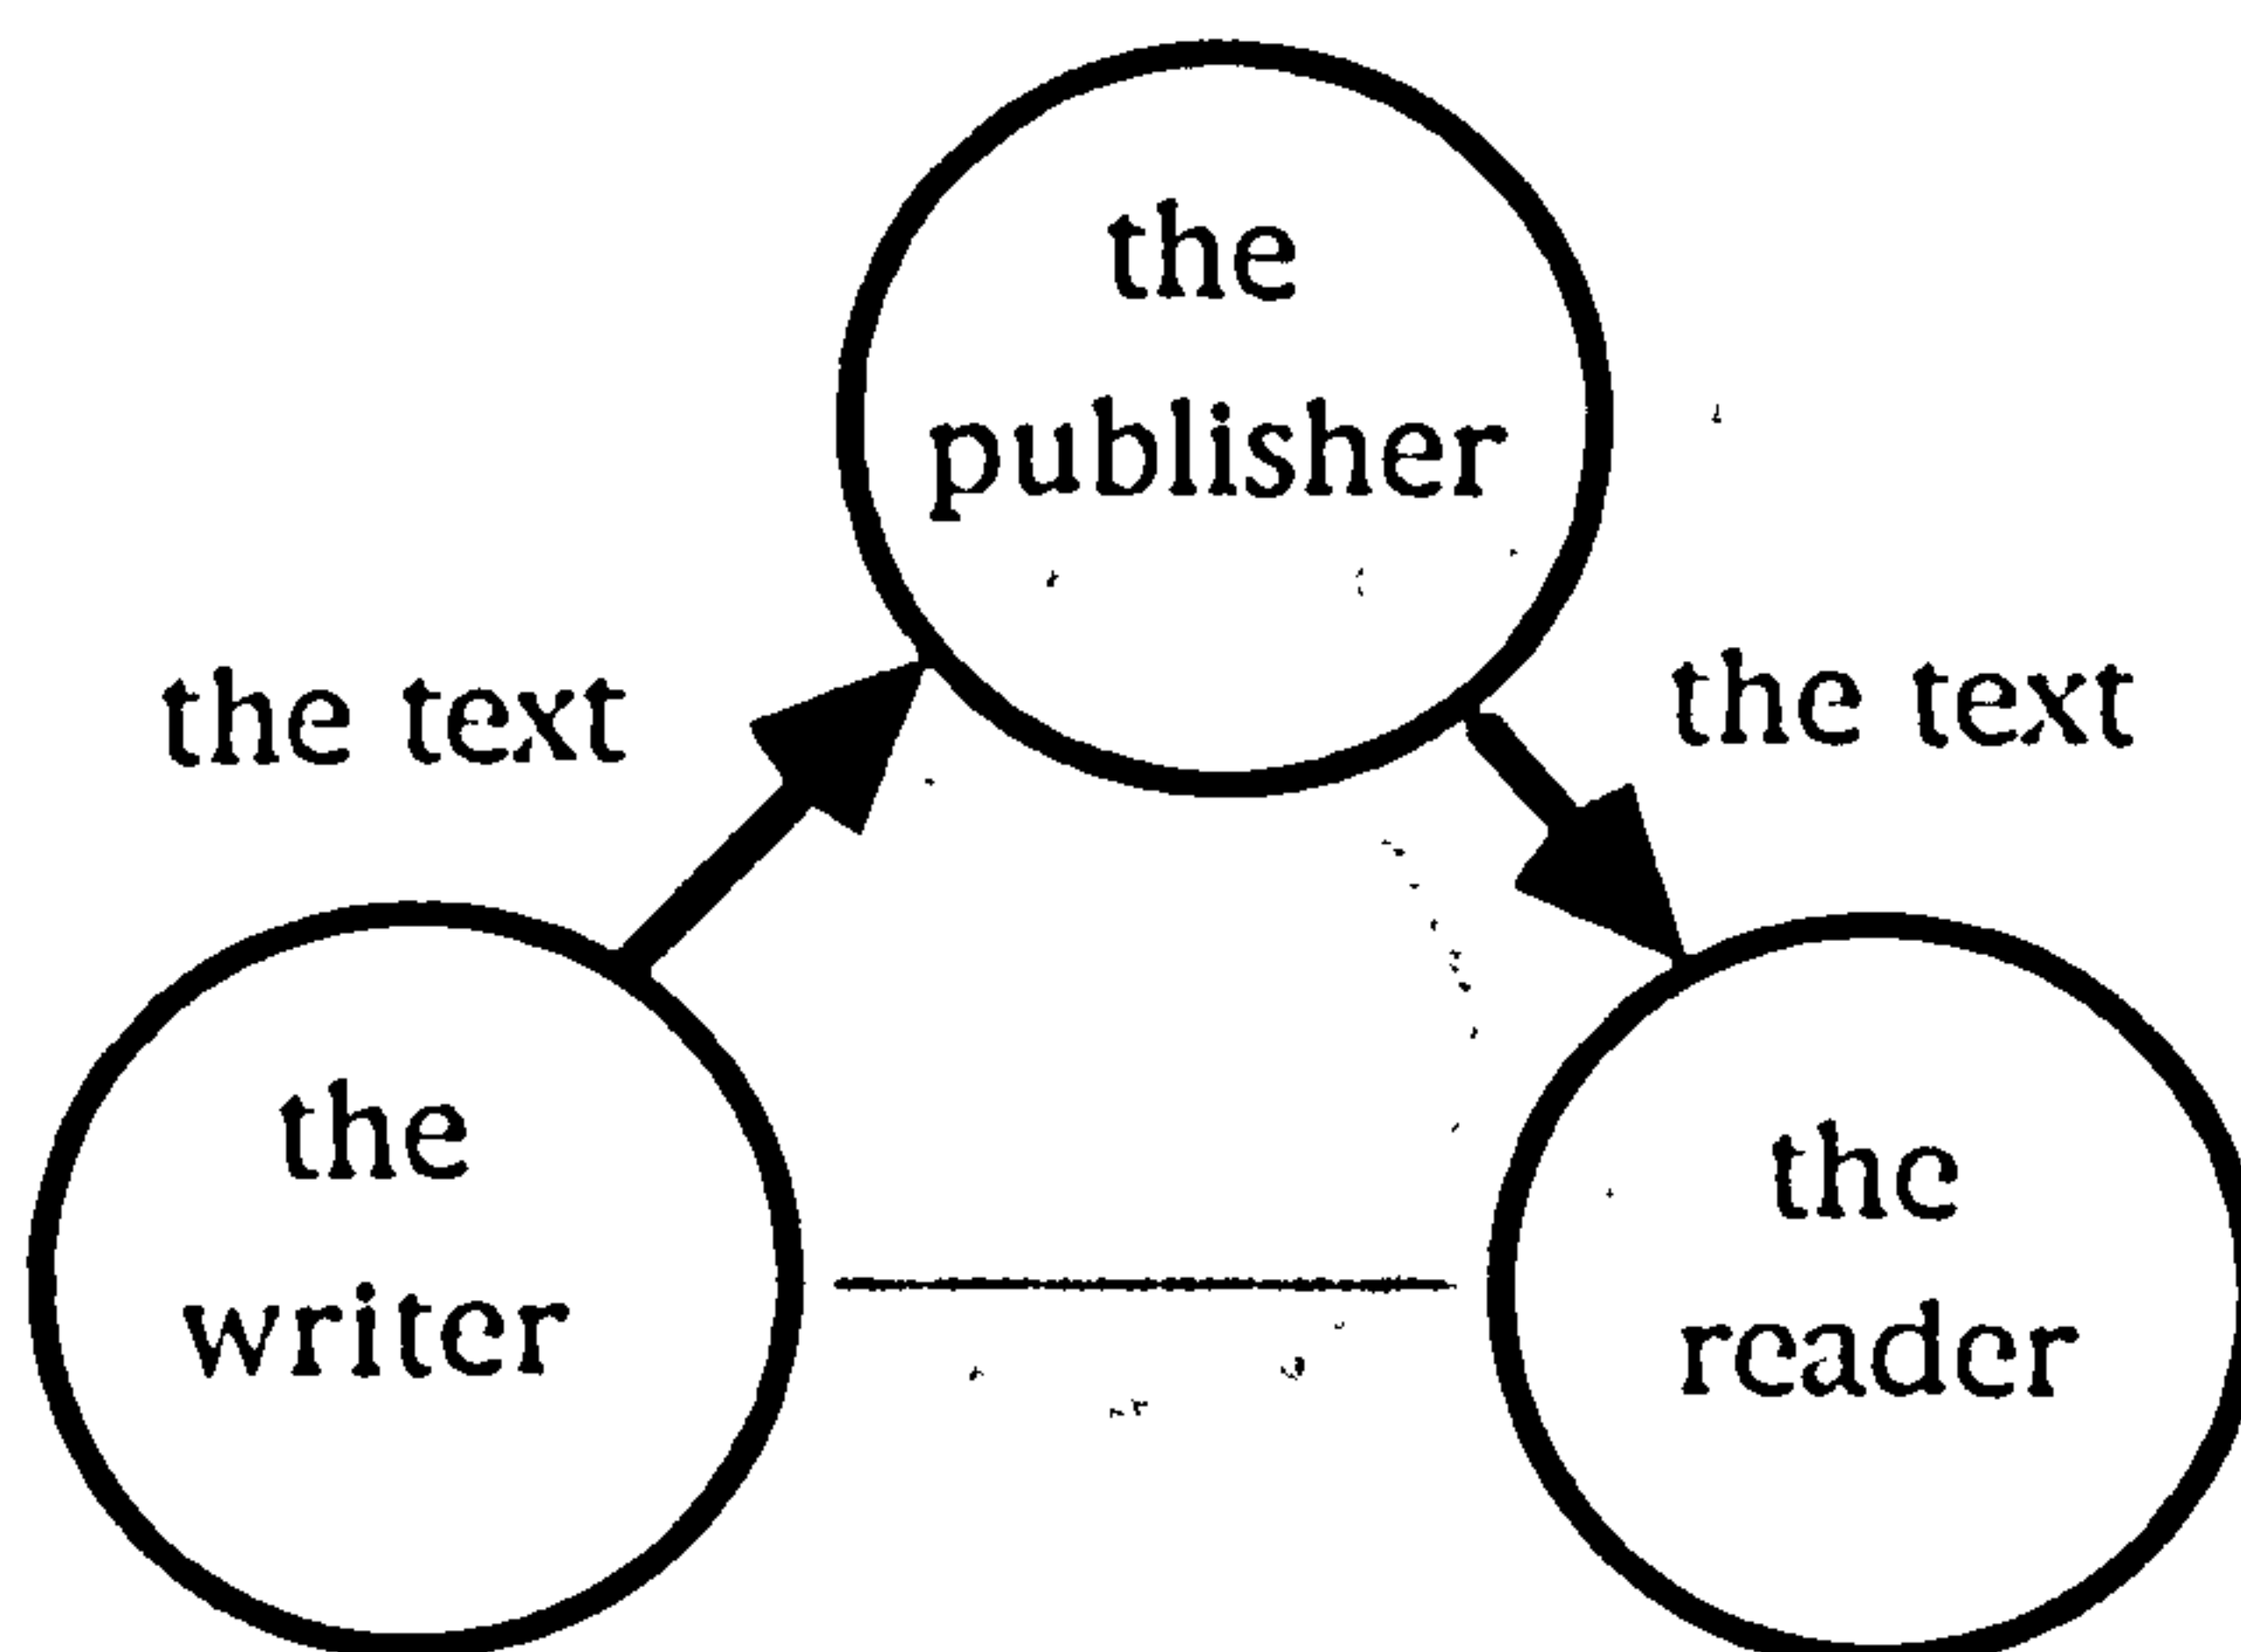 the
publisher
the text
the text
the
writer
the
reader